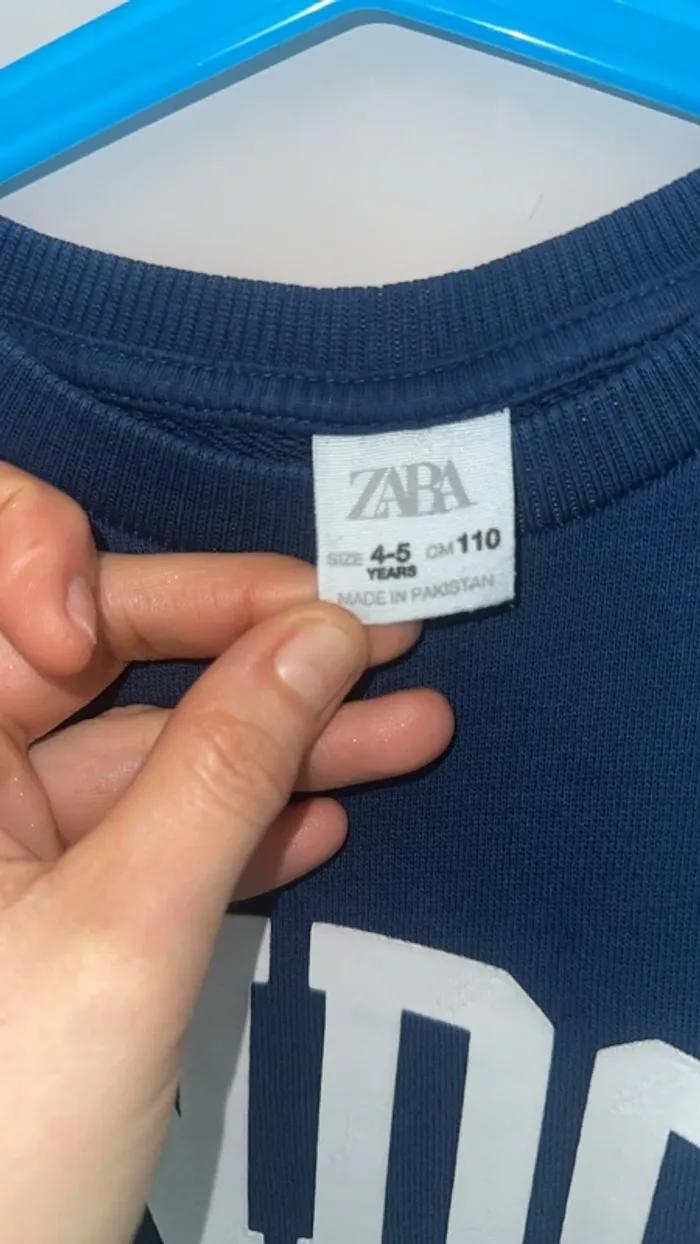 ZARA
SIZE 4-5 CM 110
YEARS
MADE IN PAKISTAN